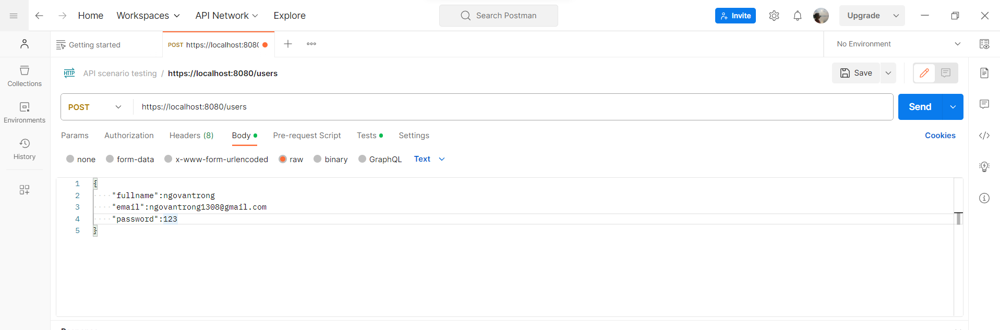 Home Workspaces API Network Explore Search Postman Invite Upgrade
Getting started POST https://localhost:808( No Environment
HTTP API scenario testing / https://localhost:8080/users Save
Collections
POST https://localhost:8080/users Send
Environments
Params Authorization Headers (8) Body Pre-request Script Tests Settings Cookies
History
none form-data x-www-form-urlencoded raw binary GraphQL Text
1 {
2 "fullname":ngovantrong
3 "email":ngovantrong1308@gmail.com
4 "password":123
5 }